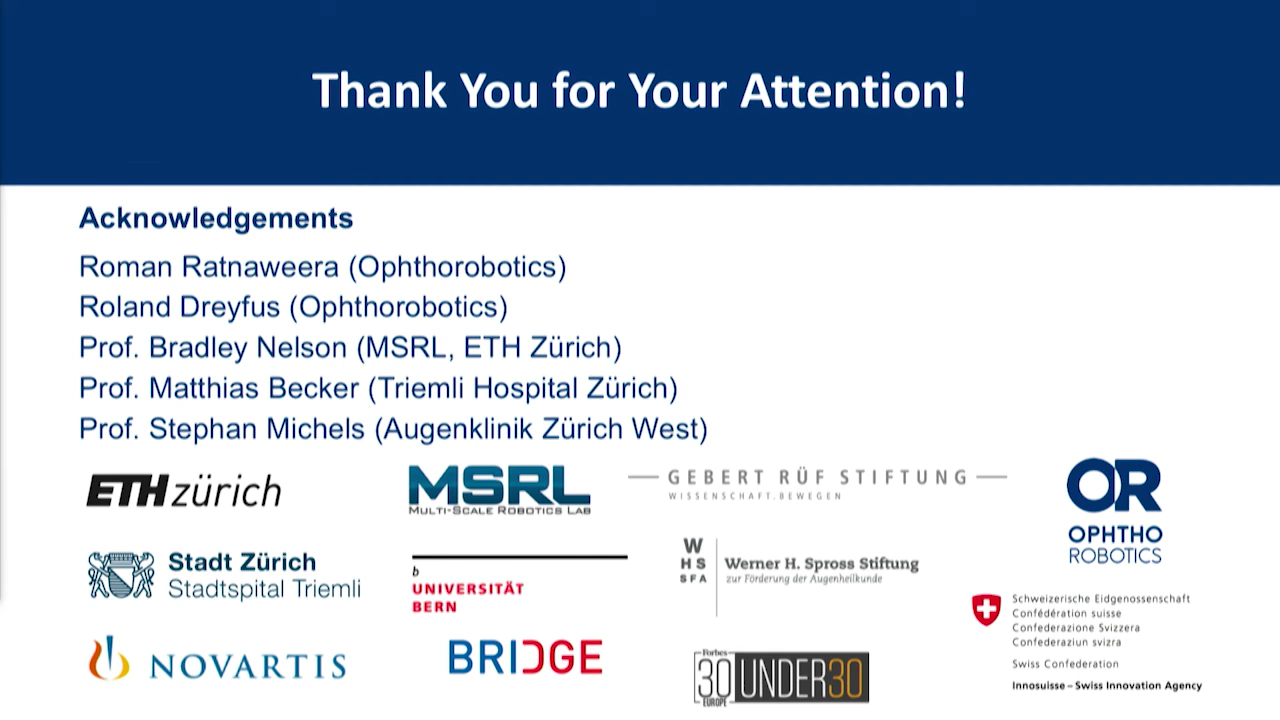 Thank You for Your Attention!
Acknowledgements
Roman Ratnaweera (Ophthorobotics)
Roland Dreyfus (Ophthorobotics)
Prof. Bradley Nelson (MSRL, ETH Zürich)
Prof. Matthias Becker (Triemli Hospital Zürich)
Prof. Stephan Michels (Augenklinik Zürich West)
ETH zürich
MSRL
MULTI-SCALE ROBOTICS LAB
GEBERT RÜF STIFTUNG
WISSENSCHAFT.BEWEGEN
OR
OPHTHO
ROBOTICS
Stadt Zürich
Stadtspital Triemli
b
UNIVERSITÄT
BERN
W
HS
SFA
Werner H. Spross Stiftung
zur Förderung der Augenheilkunde
Schweizerische Eidgenossenschaft
Confédération suisse
Confederazione Svizzera
Confederaziun svizra
Swiss Confederation
Innosuisse – Swiss Innovation Agency
NOVARTIS
BRIDGE
Forbes
30 UNDER 30
EUROPE